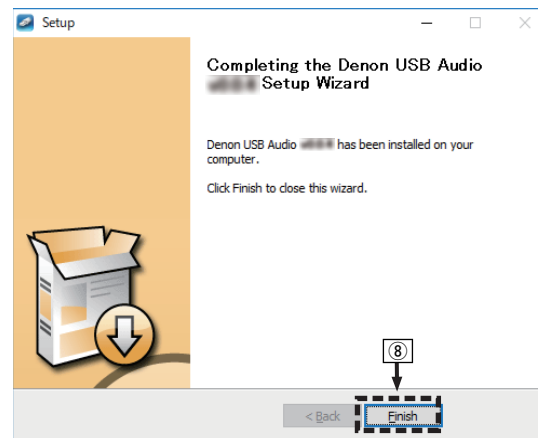 Setup
Completing the Denon USB Audio
Setup Wizard
Denon USB Audio has been installed on your
computer.
Click Finish to close this wizard.
⑧
< Back
Finish